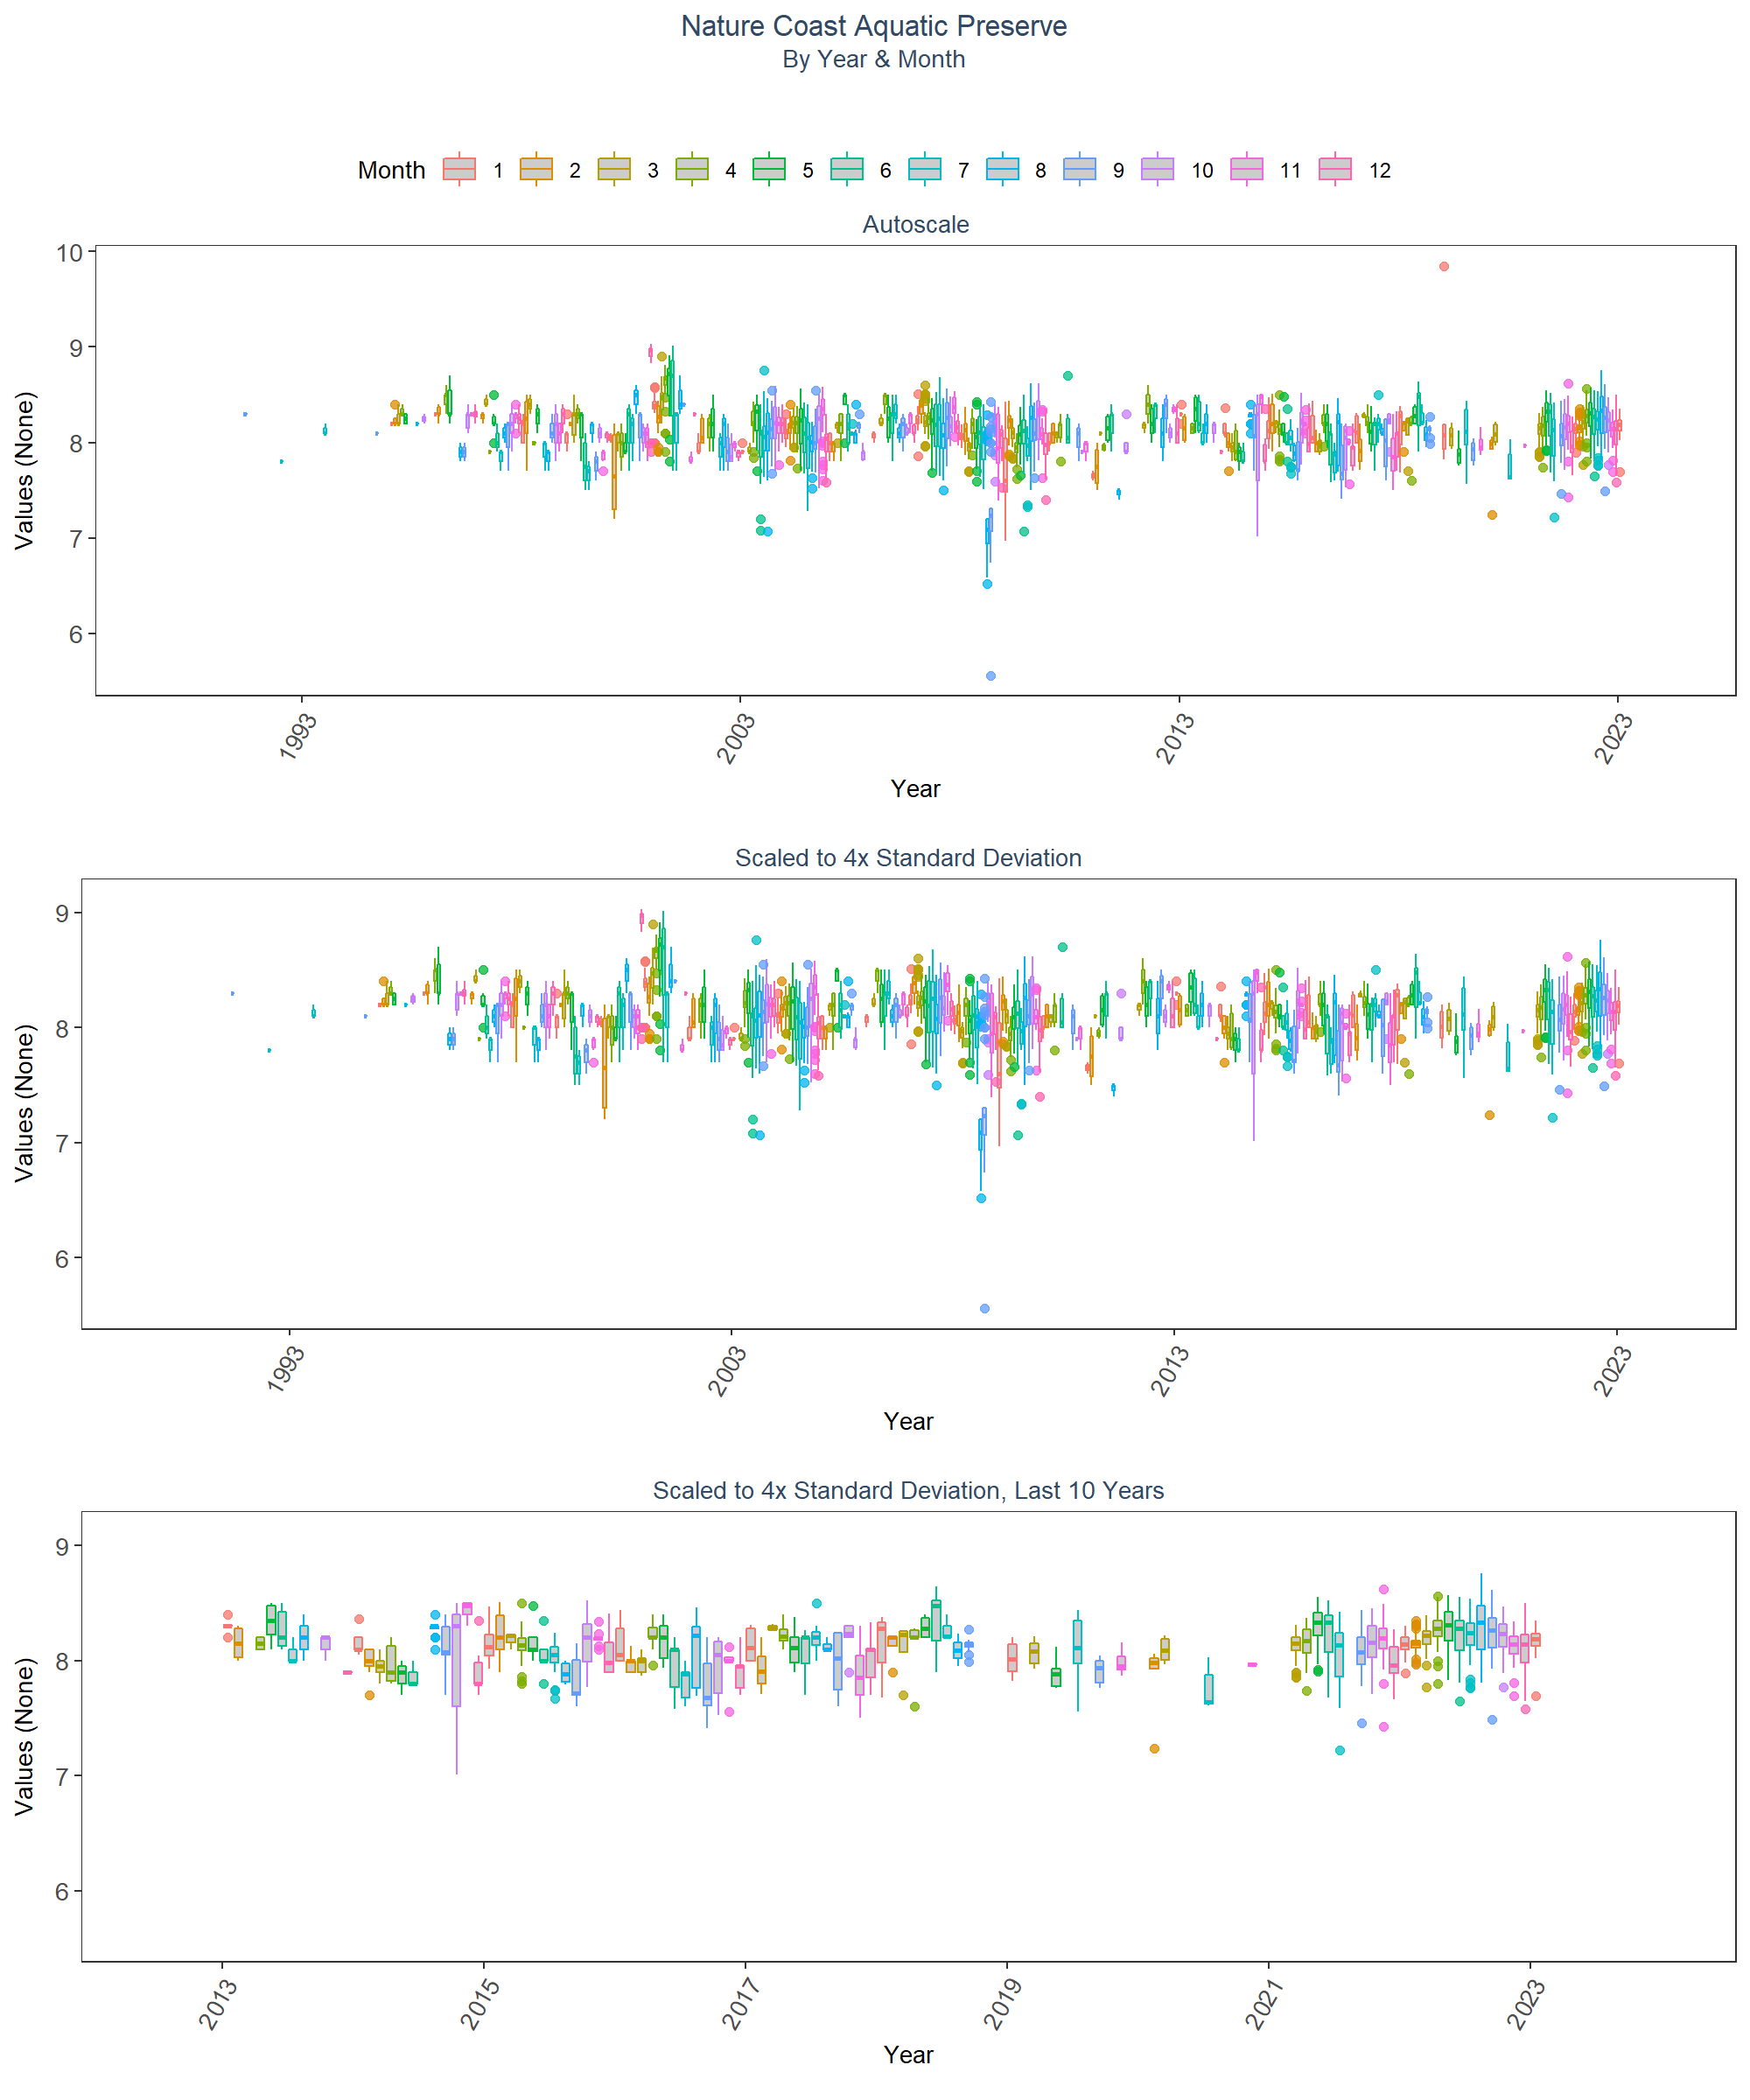 Nature Coast Aquatic Preserve
By Year & Month
Month 1 2 3 4 5 6 7 8 9 10 11 12
Autoscale
10
9
8
7
6
Values (None)
1993 2003 2013 2023
Year
Scaled to 4x Standard Deviation
9
8
7
6
Values (None)
1993 2003 2013 2023
Year
Scaled to 4x Standard Deviation, Last 10 Years
9
8
7
6
Values (None)
2013 2015 2017 2019 2021 2023
Year